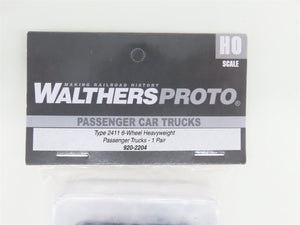 HO
SCALE
MAKING RAILROAD HISTORY
WALTHERSPROTO®
PASSENGER CAR TRUCKS
Type 2411 6-Wheel Heavyweight
Passenger Trucks - 1 Pair
920-2204